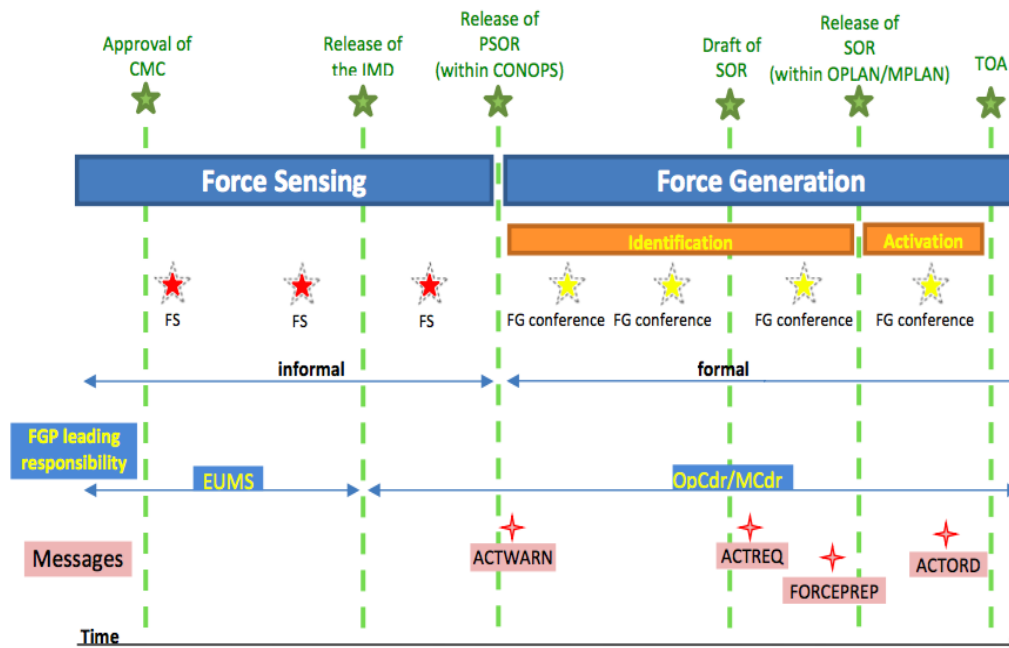 Approval of
CMC
Release of
the IMD
Release of
PSOR
(within CONOPS)
Draft of
SOR
Release of
SOR
(within OPLAN/MPLAN)
TOA
Force Sensing
Force Generation
Identification
Activation
FS
FS
FS
FG conference
FG conference
FG conference
FG conference
informal
formal
FGP leading
responsibility
EUMS
OpCdr/MCdr
Messages
ACTWARN
ACTREQ
FORCEPREP
ACTORD
Time